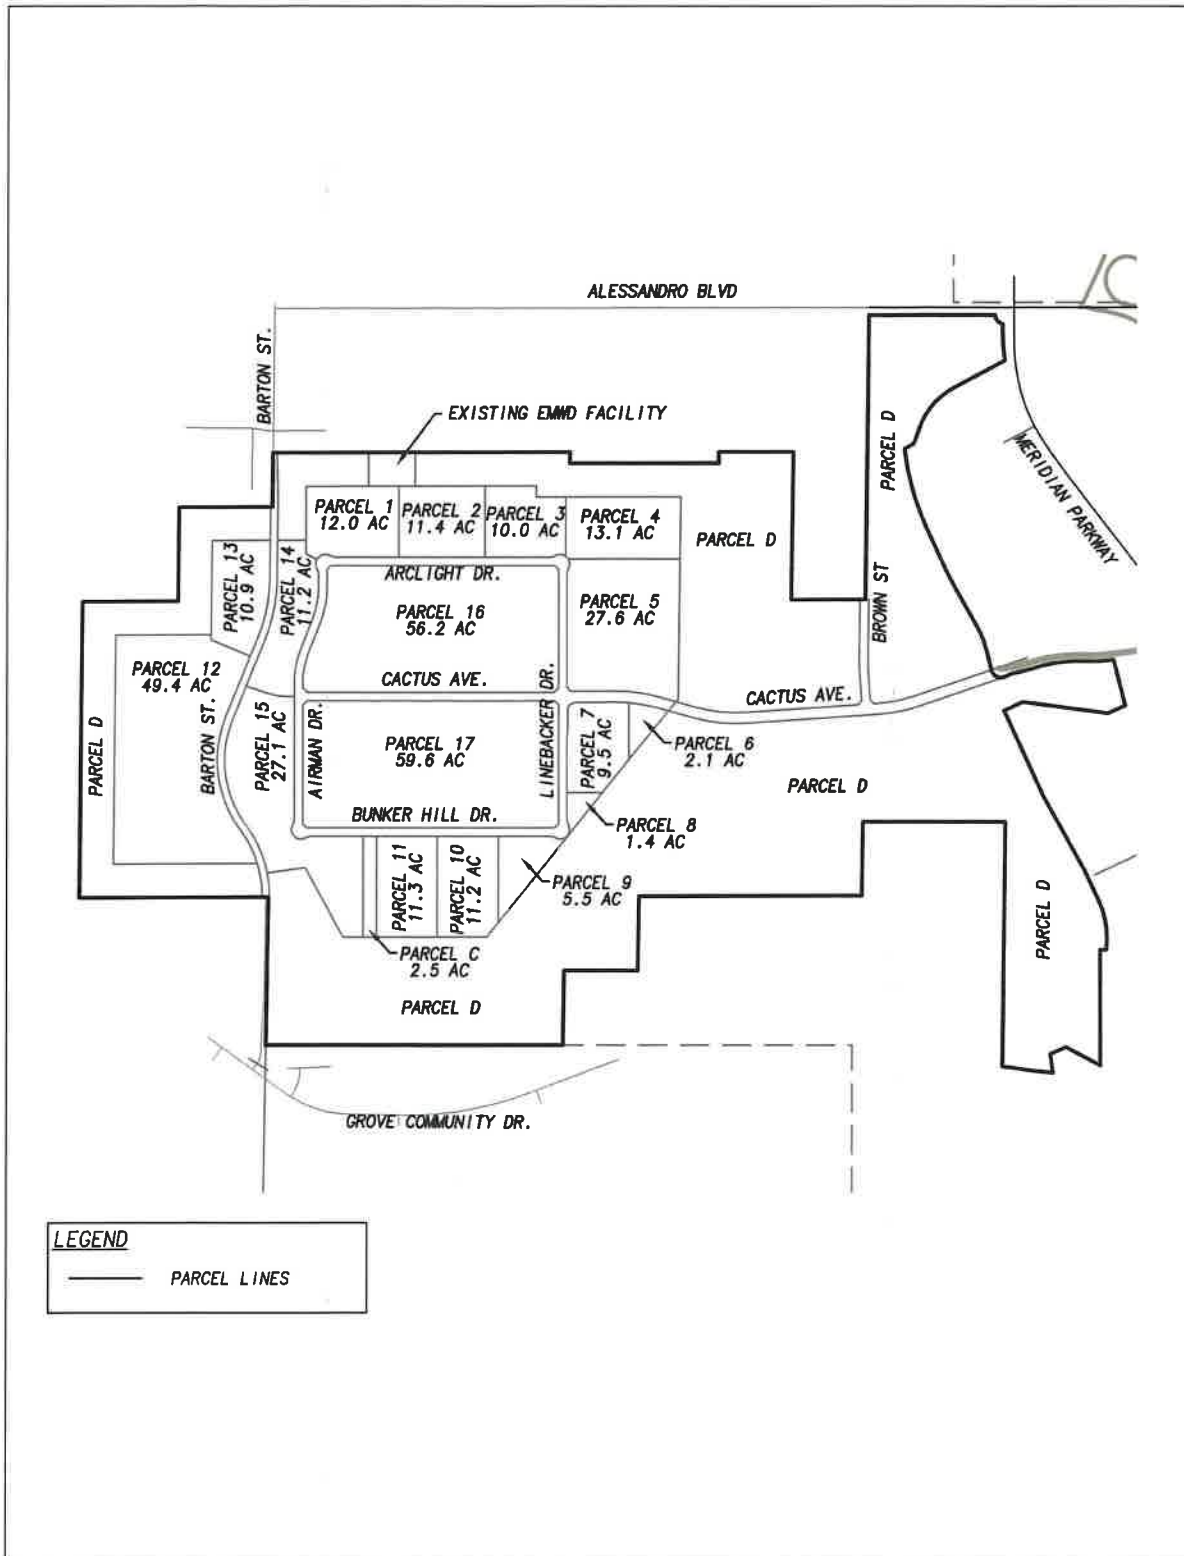 ALESSANDRO BLVD
BARTON ST.
EXISTING EMWD FACILITY
PARCEL D
MERIDIAN PARKWAY
PARCEL 1
12.0 AC
PARCEL 2
11.4 AC
PARCEL 3
10.0 AC
PARCEL 4
13.1 AC
PARCEL D
PARCEL 13
10.9 AC
PARCEL 14
11.2 AC
ARCLIGHT DR.
PARCEL 16
56.2 AC
PARCEL 5
27.6 AC
BROWN ST
PARCEL 12
49.4 AC
CACTUS AVE.
LINEBACKER DR.
CACTUS AVE.
PARCEL D
BARTON ST.
PARCEL 15
27.1 AC
AIRMAN DR.
PARCEL 17
59.6 AC
PARCEL 7
9.5 AC
PARCEL 6
2.1 AC
PARCEL D
BUNKER HILL DR.
PARCEL 8
1.4 AC
PARCEL 11
11.3 AC
PARCEL 10
11.2 AC
PARCEL 9
5.5 AC
PARCEL D
PARCEL C
2.5 AC
PARCEL D
GROVE COMMUNITY DR.
LEGEND
PARCEL LINES